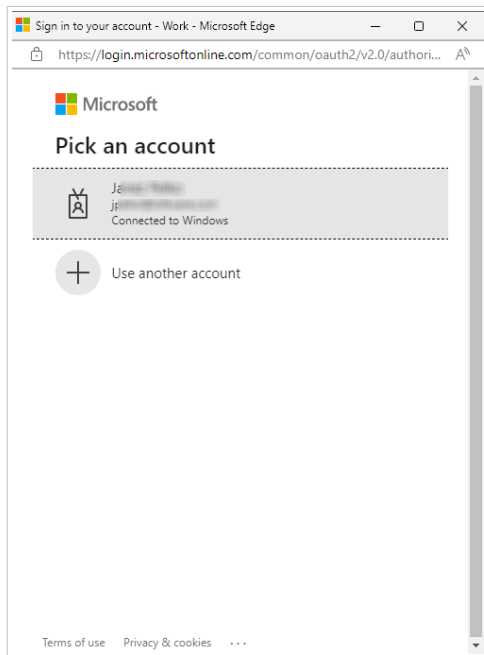 Sign in to your account - Work - Microsoft Edge
https://login.microsoftonline.com/common/oauth2/v2.0/authori...
Microsoft
Pick an account
Connected to Windows
Use another account
Terms of use Privacy & cookies ...